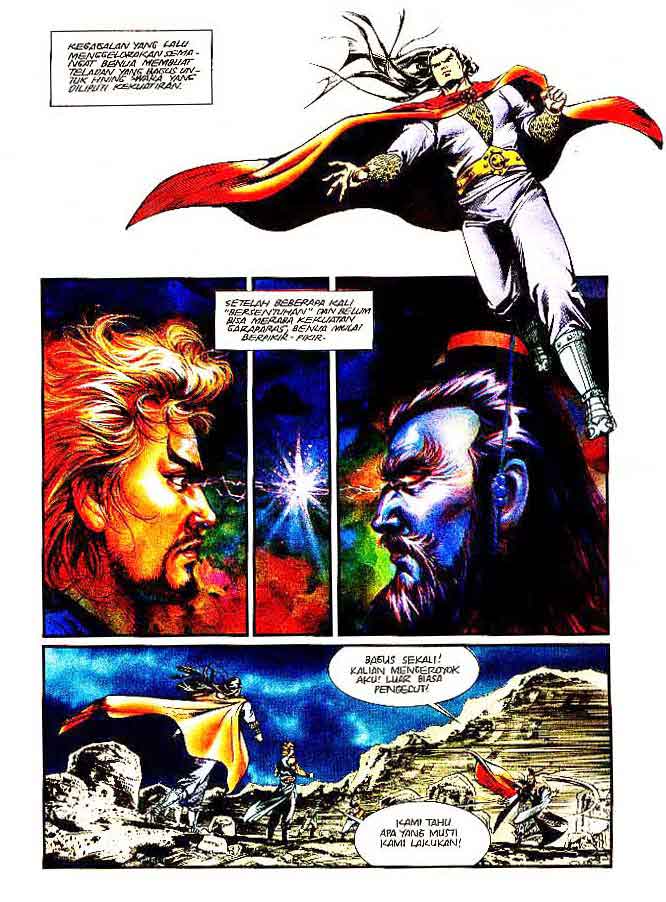 KEGAGALAN YANG LALU
MENGGELORAKAN SEMA-
NGAT BENUA MEMBUAT
TELADAN YANG BAGUS UN-
TUK HINING WAKA YANG
DILIPUTI KEKUATIRAN.
SETELAH BEBERAPA KALI
"BERSENTUHAN" DAN BELUM
BISA MERABA KEKUATAN
GARAPARAS, BENUA MULAI
BERPIKIR - PIKIR.
BAGUS SEKALI!
KALIAN MENGEROYOK
AKU! LUAR BIASA
PENGECUT!
KAMI TAHU
APA YANG MUSTI
KAMI LAKUKAN!